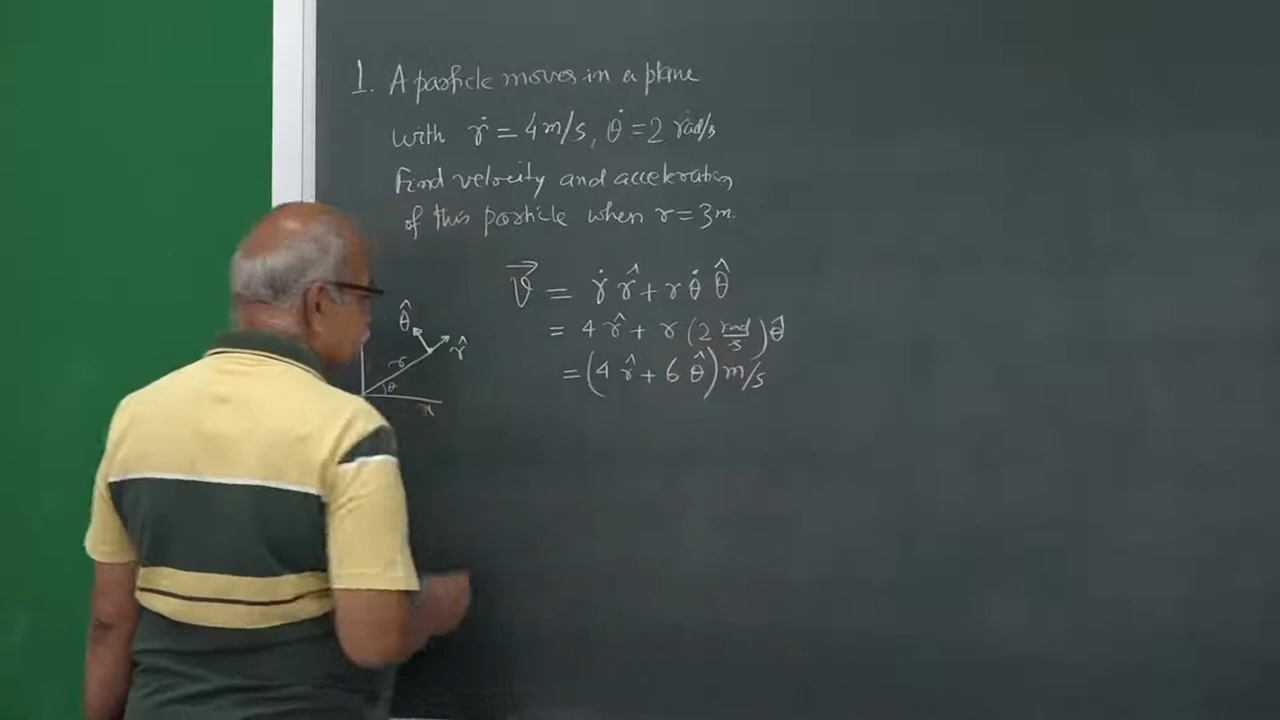 1. A particle moves in a plane
with ṙ = 4 m/s, θ̇ = 2 rad/s
Find velocity and acceleration
of this particle when r = 3 m.
v⃗ = ṙ r̂ + r θ̇ θ̂
= 4 r̂ + r (2 rad/s) θ̂
= (4 r̂ + 6 θ̂) m/s
θ̂
r̂
r
θ
x